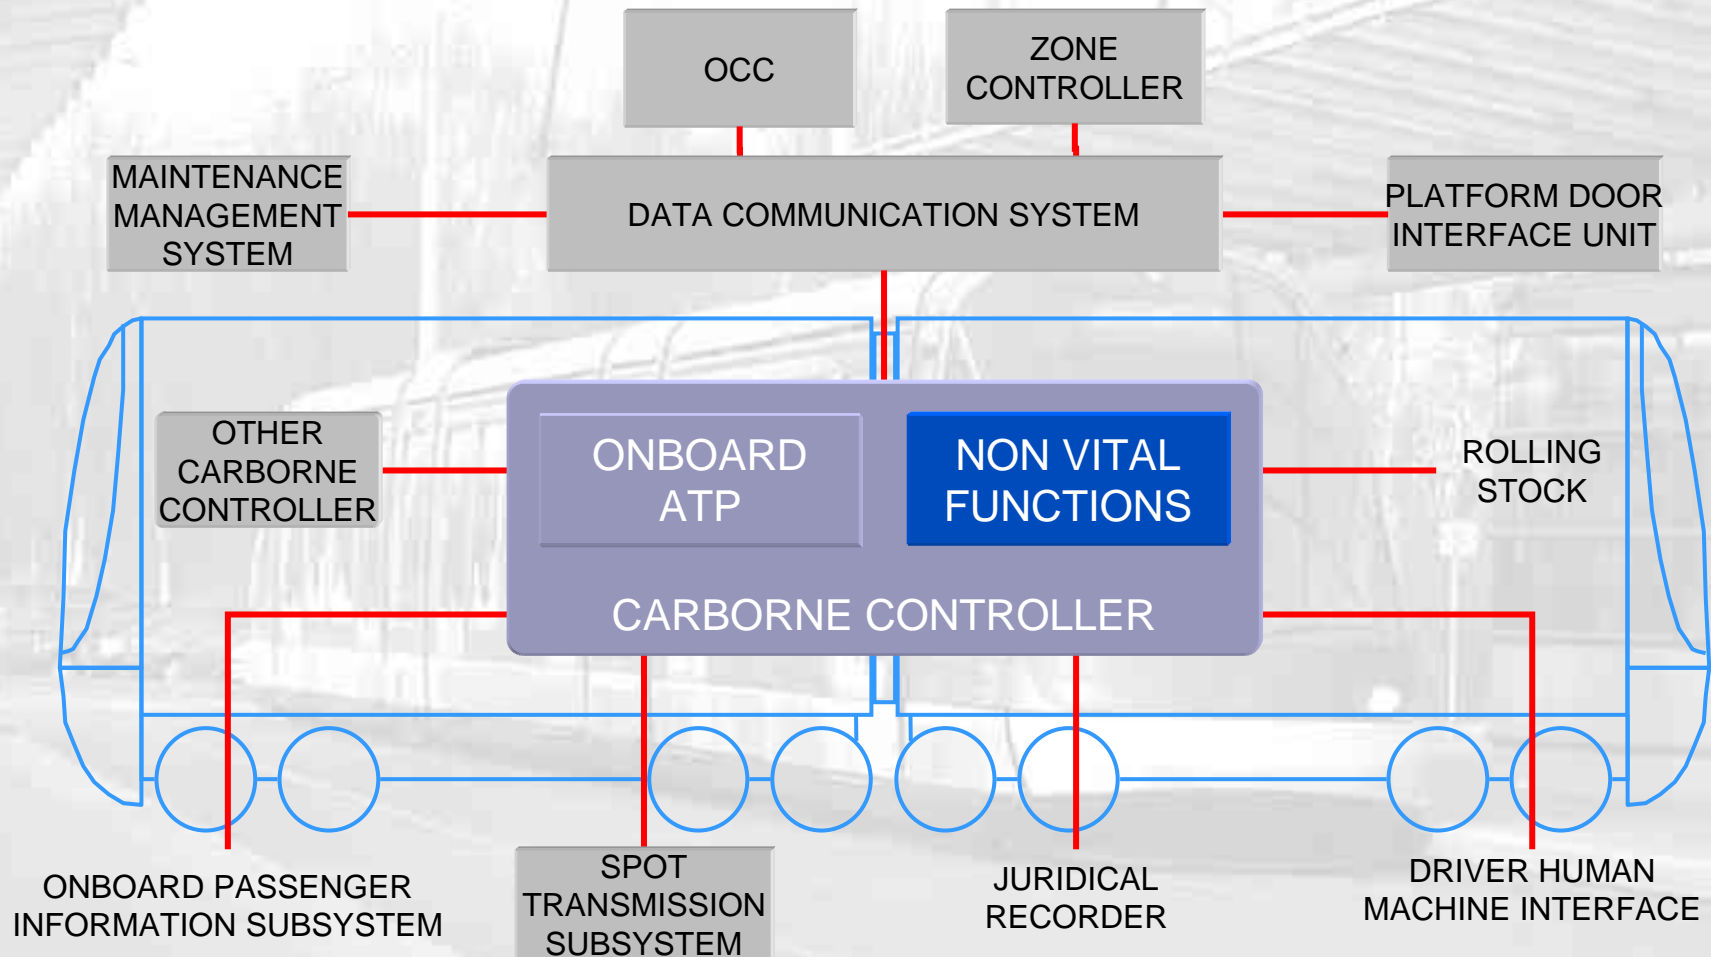 OCC
ZONE
CONTROLLER
MAINTENANCE
MANAGEMENT
SYSTEM
DATA COMMUNICATION SYSTEM
PLATFORM DOOR
INTERFACE UNIT
OTHER
CARBORNE
CONTROLLER
ONBOARD
ATP
NON VITAL
FUNCTIONS
ROLLING
STOCK
CARBORNE CONTROLLER
ONBOARD PASSENGER
INFORMATION SUBSYSTEM
SPOT
TRANSMISSION
SUBSYSTEM
JURIDICAL
RECORDER
DRIVER HUMAN
MACHINE INTERFACE